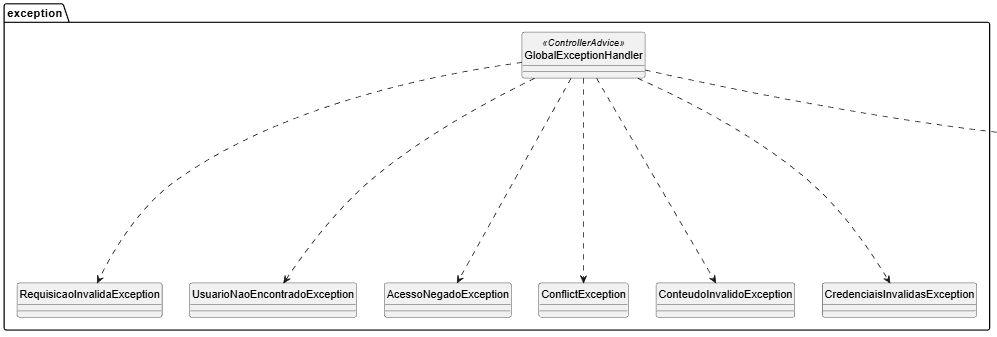 exception
«ControllerAdvice»
GlobalExceptionHandler
RequisicaoInvalidaException
UsuarioNaoEncontradoException
AcessoNegadoException
ConflictException
ConteudoInvalidoException
CredenciaisInvalidasException